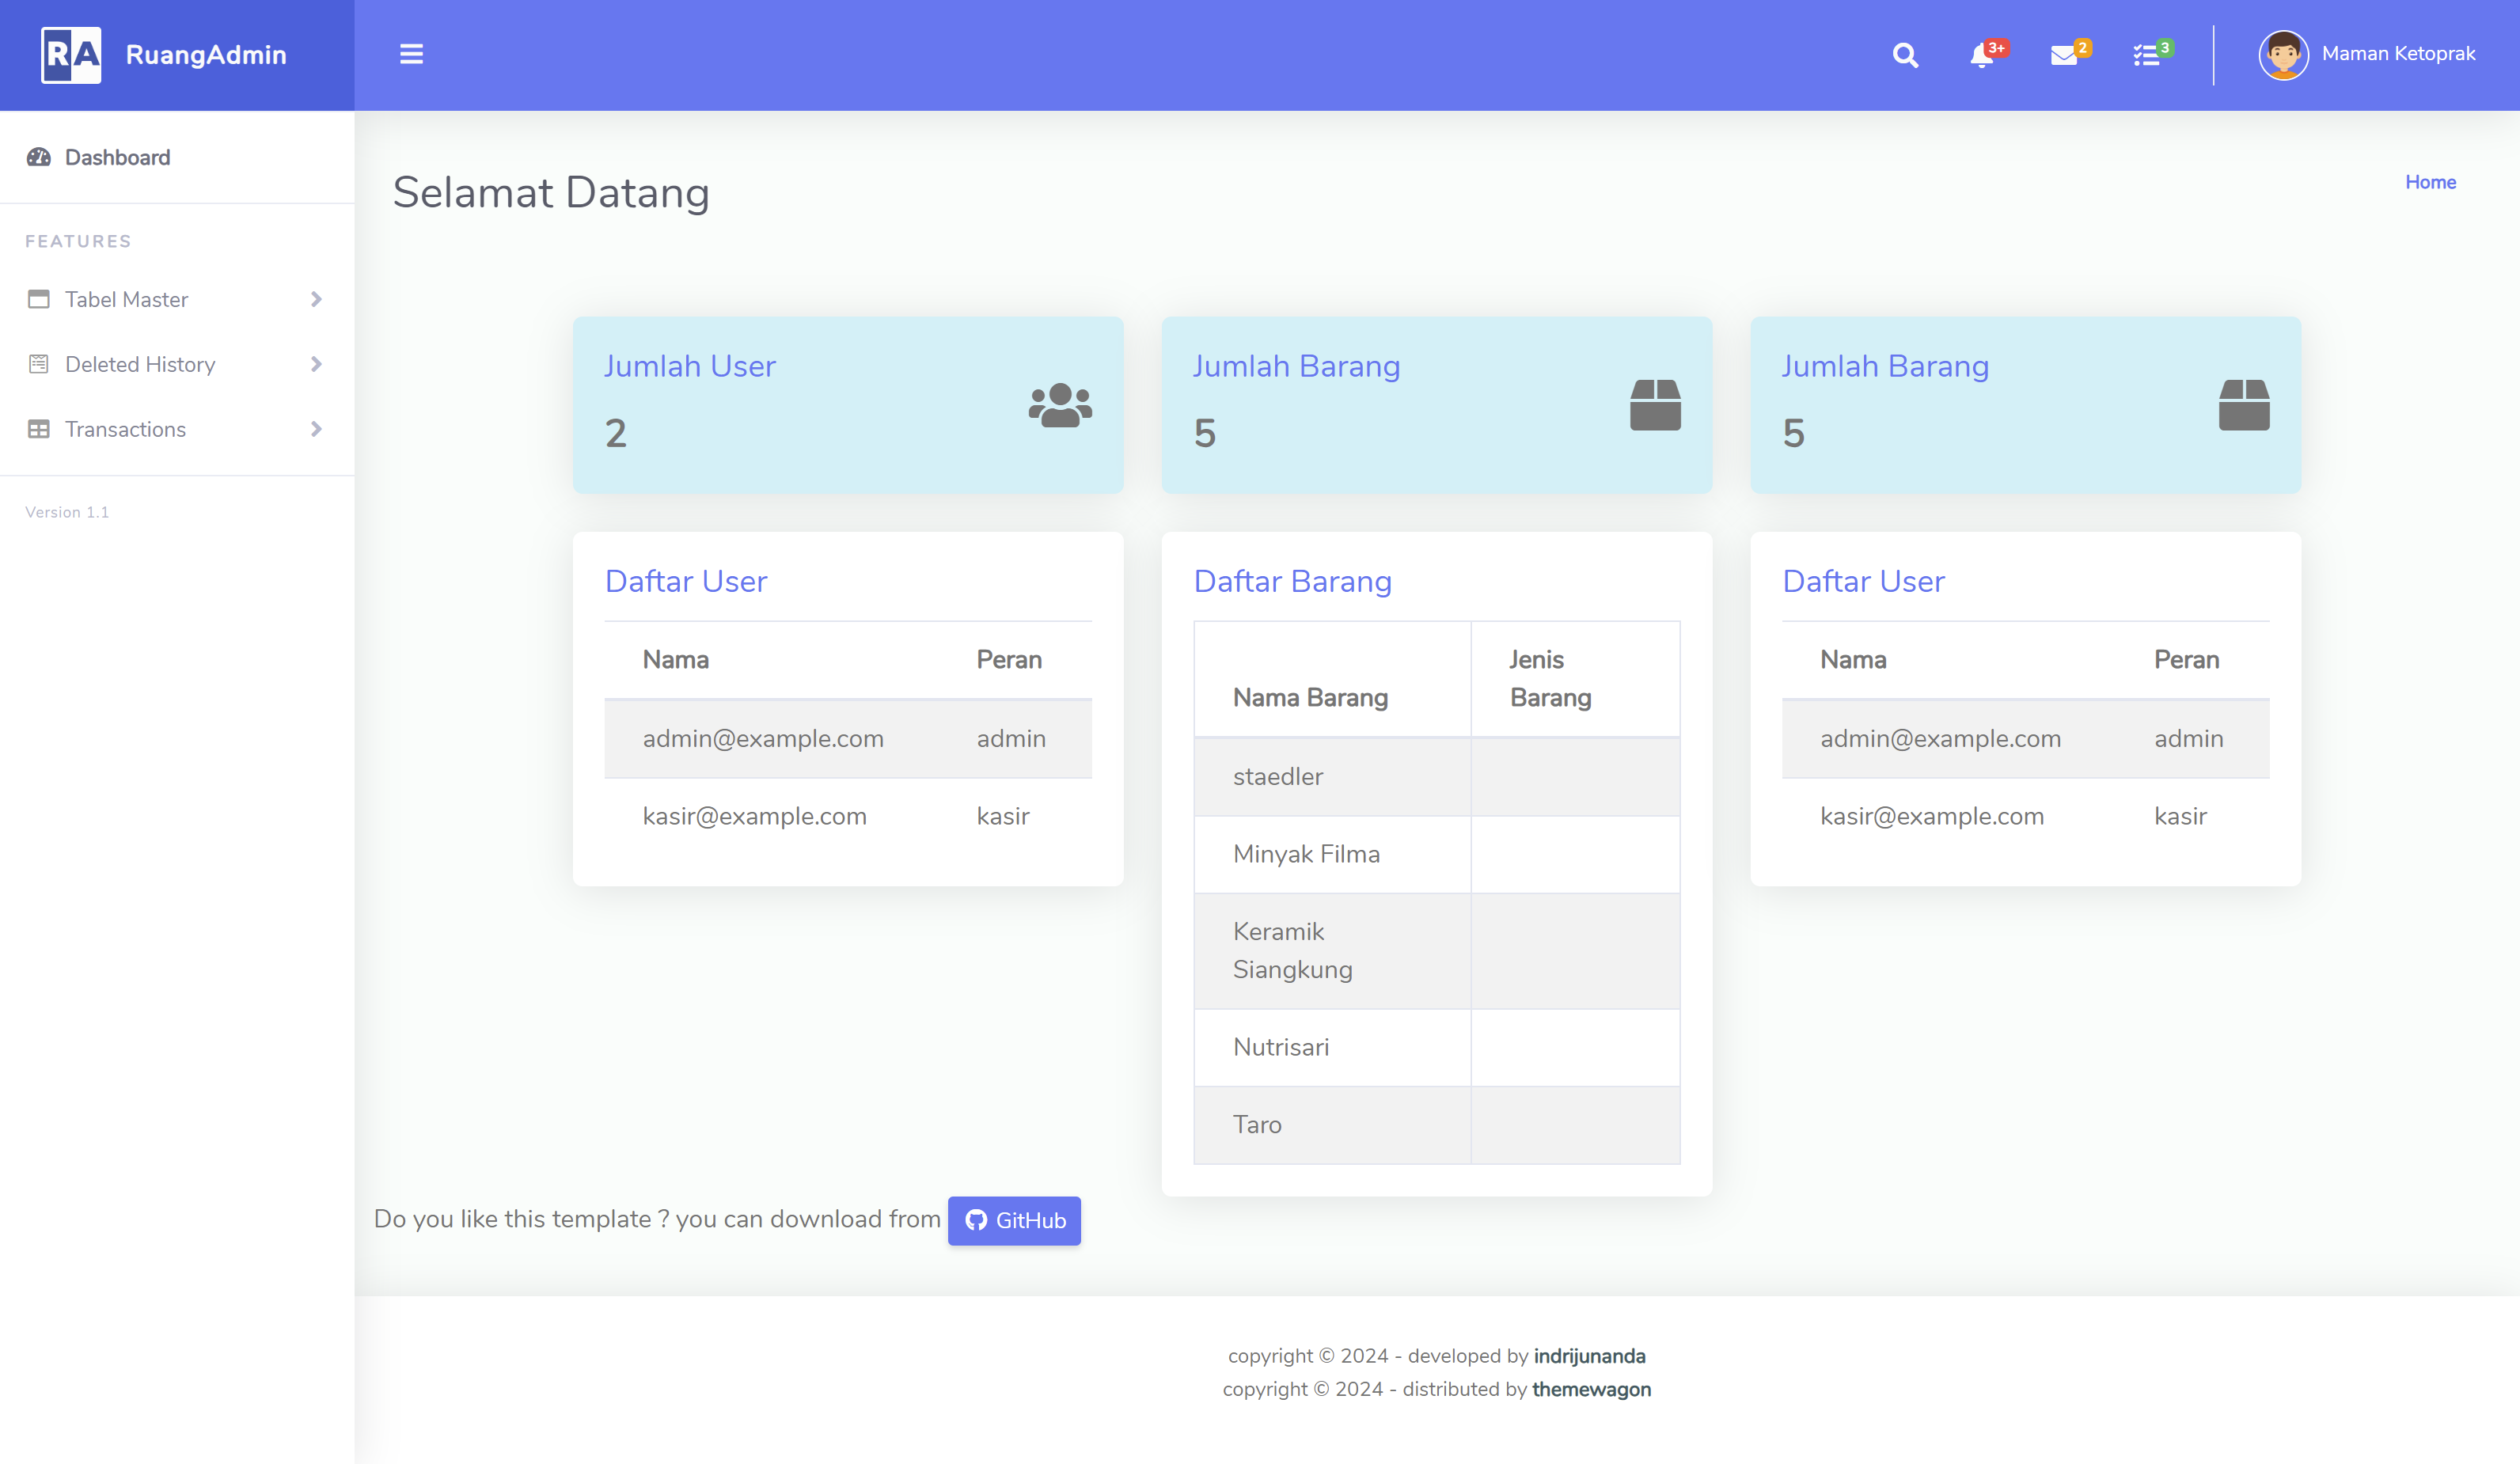 RA RuangAdmin
3+
2
3
Maman Ketoprak
Dashboard
FEATURES
Tabel Master
Deleted History
Transactions
Version 1.1
Selamat Datang
Home
Jumlah User
2
Jumlah Barang
5
Jumlah Barang
5
Daftar User
Nama Peran
admin@example.com admin
kasir@example.com kasir
Daftar Barang
Nama Barang Jenis Barang
staedler
Minyak Filma
Keramik
Siangkung
Nutrisari
Taro
Daftar User
Nama Peran
admin@example.com admin
kasir@example.com kasir
Do you like this template ? you can download from GitHub
copyright © 2024 - developed by indrijunanda
copyright © 2024 - distributed by themewagon